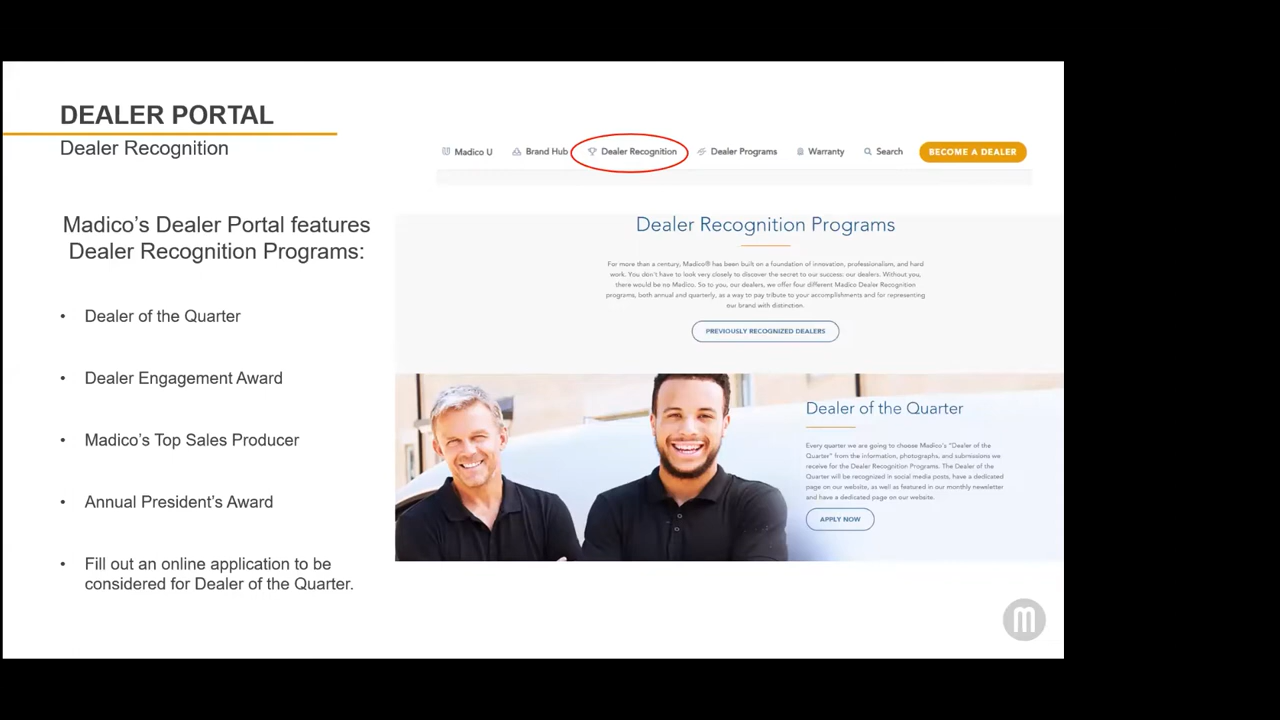 DEALER PORTAL
Dealer Recognition
Madico’s Dealer Portal features
Dealer Recognition Programs:
• Dealer of the Quarter
• Dealer Engagement Award
• Madico’s Top Sales Producer
• Annual President’s Award
• Fill out an online application to be
considered for Dealer of the Quarter.
Madico U Brand Hub Dealer Recognition Dealer Programs Warranty Search BECOME A DEALER
Dealer Recognition Programs
For more than a century, Madico® has been built on a foundation of innovation, professionalism, and hard
work. You don't have to look very closely to discover the secret to our success: our dealers. Without you,
there would be no Madico. So to you, our dealers, we offer four different Madico Dealer Recognition
programs, both annual and quarterly, as a way to pay tribute to your accomplishments and for representing
our brand with distinction.
PREVIOUSLY RECOGNIZED DEALERS
Dealer of the Quarter
Every quarter we are going to choose Madico's "Dealer of the
Quarter" from the information, photographs, and submissions we
receive for the Dealer Recognition Programs. The Dealer of the
Quarter will be recognized in social media posts, have a dedicated
page on our website, as well as featured in our monthly newsletter
and have a dedicated page on our website.
APPLY NOW
m